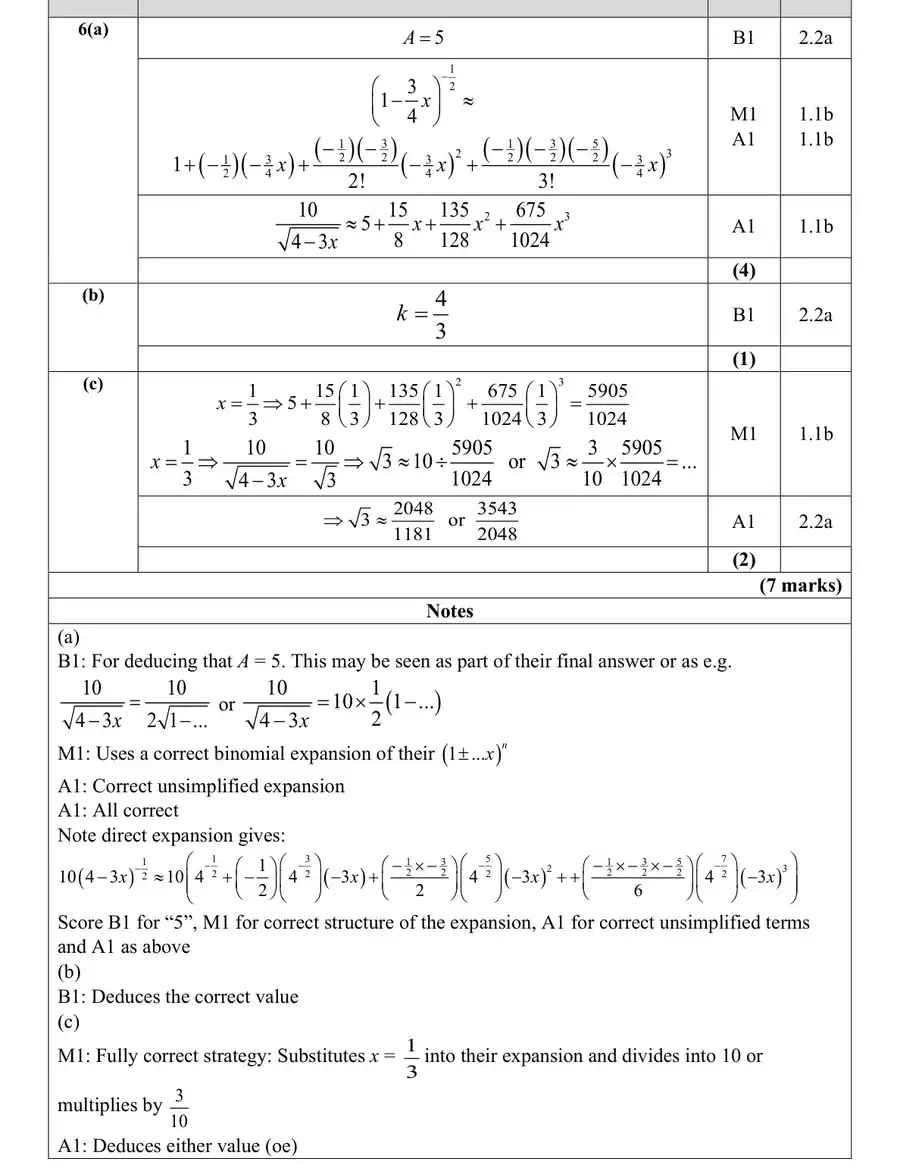 6(a) A = 5 B1 2.2a
(1 − 3/4 x)^(−1/2) ≈
1 + (−1/2)(−3/4 x) + (−1/2)(−3/2)/2! (−3/4 x)^2 + (−1/2)(−3/2)(−5/2)/3! (−3/4 x)^3
M1 1.1b
A1 1.1b
10/√(4−3x) ≈ 5 + 15/8 x + 135/128 x^2 + 675/1024 x^3 A1 1.1b
(4)
(b) k = 4/3 B1 2.2a
(1)
(c) x = 1/3 ⇒ 5 + 15/8 (1/3) + 135/128 (1/3)^2 + 675/1024 (1/3)^3 = 5905/1024
x = 1/3 ⇒ 10/√(4−3x) = 10/√3 ⇒ √3 ≈ 10 ÷ 5905/1024 or √3 ≈ 3/10 × 5905/1024 = ...
M1 1.1b
⇒ √3 ≈ 2048/1181 or 3543/2048 A1 2.2a
(2)
(7 marks)
Notes
(a)
B1: For deducing that A = 5. This may be seen as part of their final answer or as e.g.
10/√(4−3x) = 10/(2√(1−...)) or 10/√(4−3x) = 10 × 1/2 (1−...)
M1: Uses a correct binomial expansion of their (1±...x)^n
A1: Correct unsimplified expansion
A1: All correct
Note direct expansion gives:
10(4−3x)^(−1/2) ≈ 10(4^(−1/2) + (−1/2)(4^(−3/2))(−3x) + ((−1/2 × −3/2)/2)(4^(−5/2))(−3x)^2 + + ((−1/2 × −3/2 × −5/2)/6)(4^(−7/2))(−3x)^3)
Score B1 for “5”, M1 for correct structure of the expansion, A1 for correct unsimplified terms
and A1 as above
(b)
B1: Deduces the correct value
(c)
M1: Fully correct strategy: Substitutes x = 1/3 into their expansion and divides into 10 or
multiplies by 3/10
A1: Deduces either value (oe)